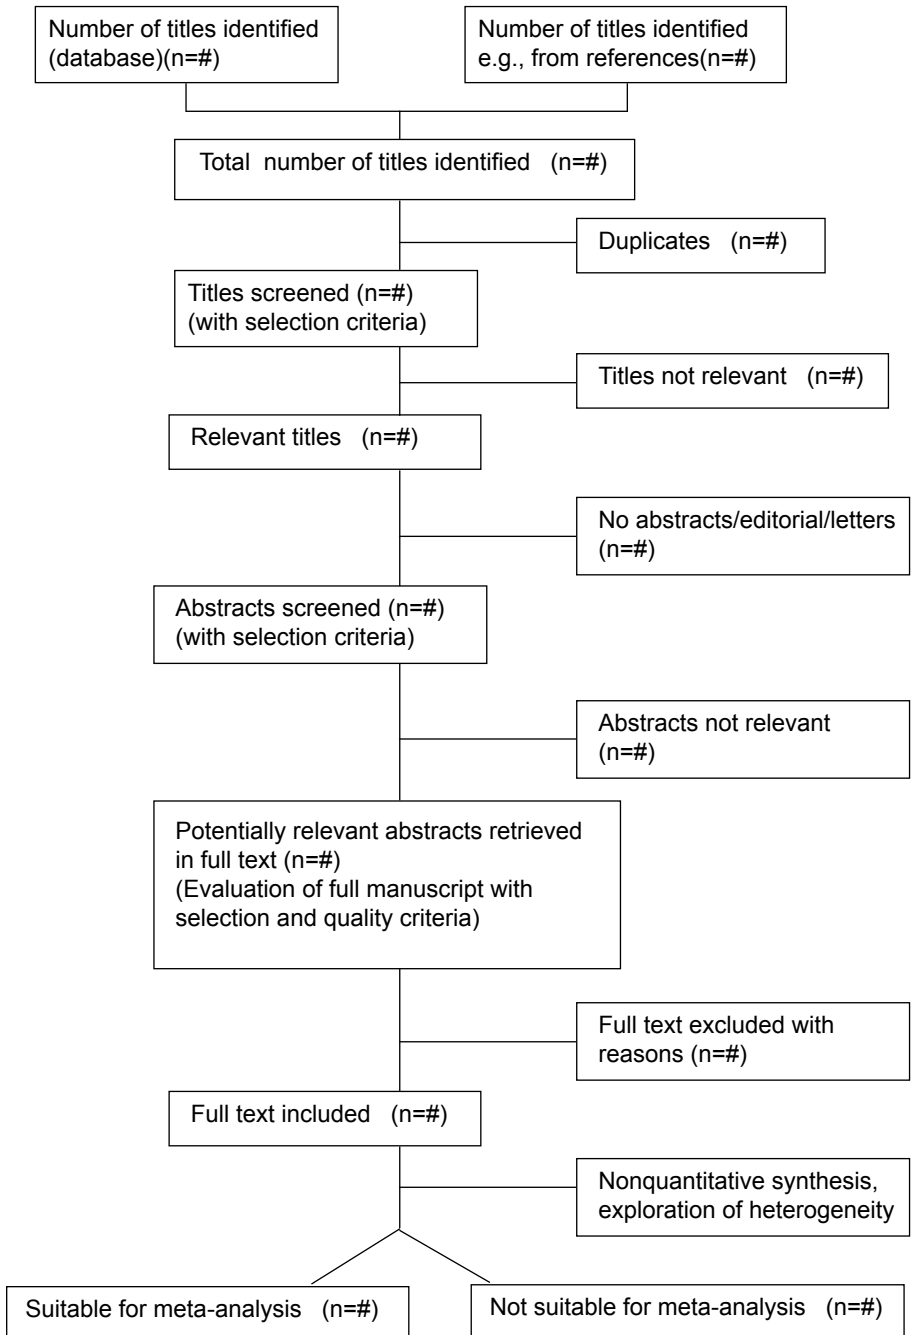 Number of titles identified
(database)(n=#)
Number of titles identified
e.g., from references(n=#)
Total number of titles identified (n=#)
Duplicates (n=#)
Titles screened (n=#)
(with selection criteria)
Titles not relevant (n=#)
Relevant titles (n=#)
No abstracts/editorial/letters
(n=#)
Abstracts screened (n=#)
(with selection criteria)
Abstracts not relevant
(n=#)
Potentially relevant abstracts retrieved
in full text (n=#)
(Evaluation of full manuscript with
selection and quality criteria)
Full text excluded with
reasons (n=#)
Full text included (n=#)
Nonquantitative synthesis,
exploration of heterogeneity
Suitable for meta-analysis (n=#)
Not suitable for meta-analysis (n=#)